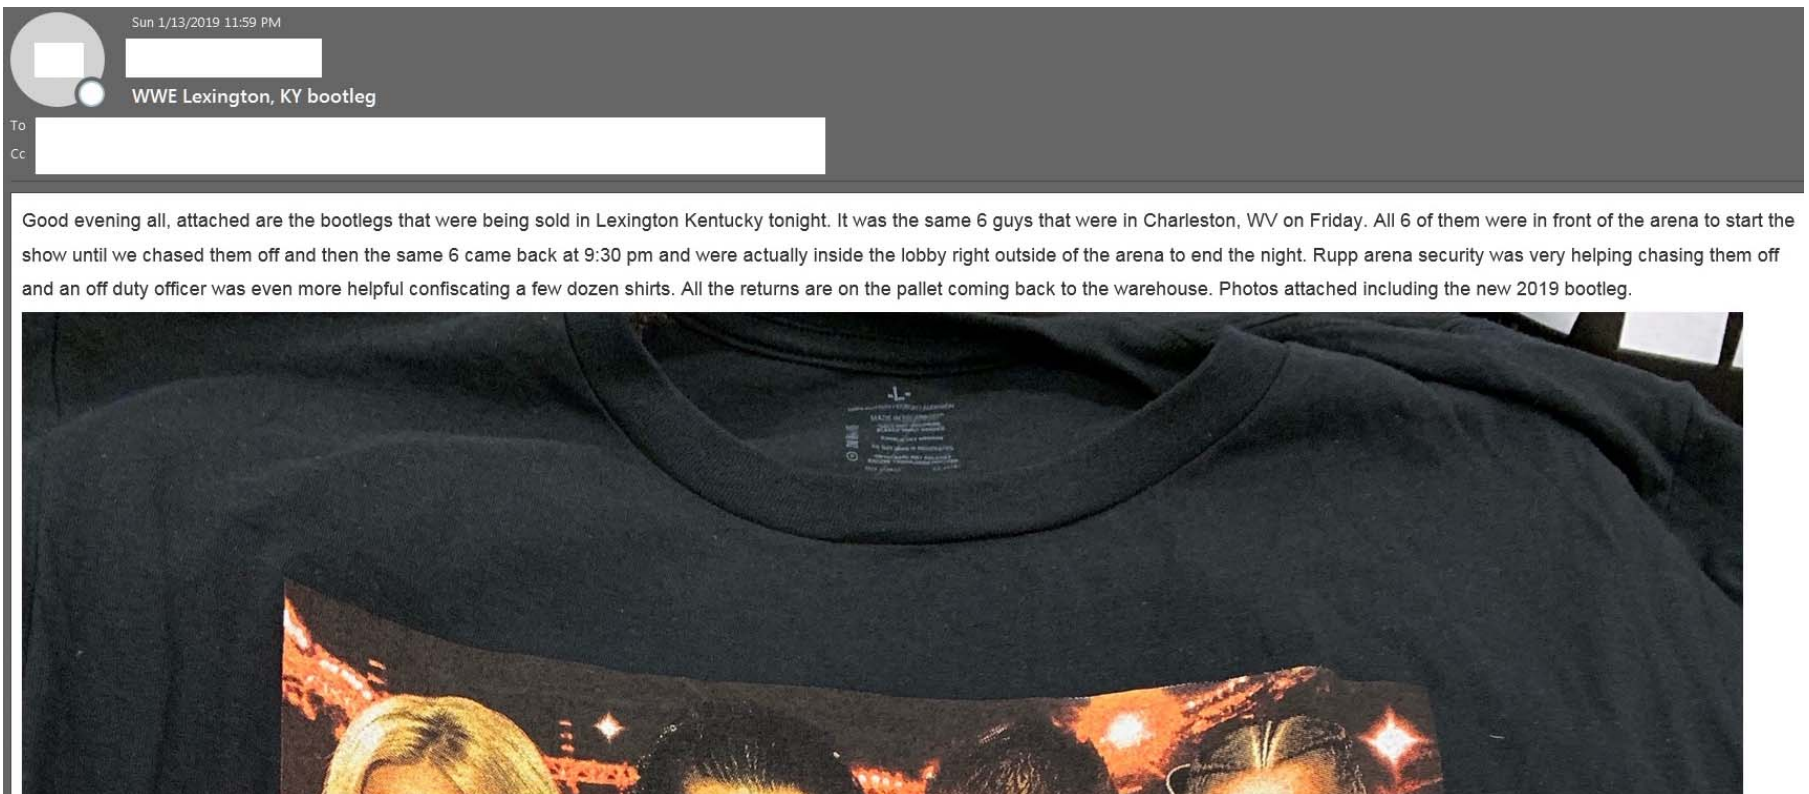 Sun 1/13/2019 11:59 PM
WWE Lexington, KY bootleg
To
Cc
Good evening all, attached are the bootlegs that were being sold in Lexington Kentucky tonight. It was the same 6 guys that were in Charleston, WV on Friday. All 6 of them were in front of the arena to start the
show until we chased them off and then the same 6 came back at 9:30 pm and were actually inside the lobby right outside of the arena to end the night. Rupp arena security was very helping chasing them off
and an off duty officer was even more helpful confiscating a few dozen shirts. All the returns are on the pallet coming back to the warehouse. Photos attached including the new 2019 bootleg.
-L-